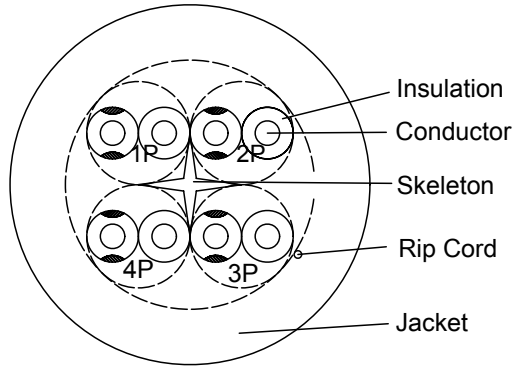 Insulation
Conductor
1P
2P
Skeleton
Rip Cord
4P
3P
Jacket